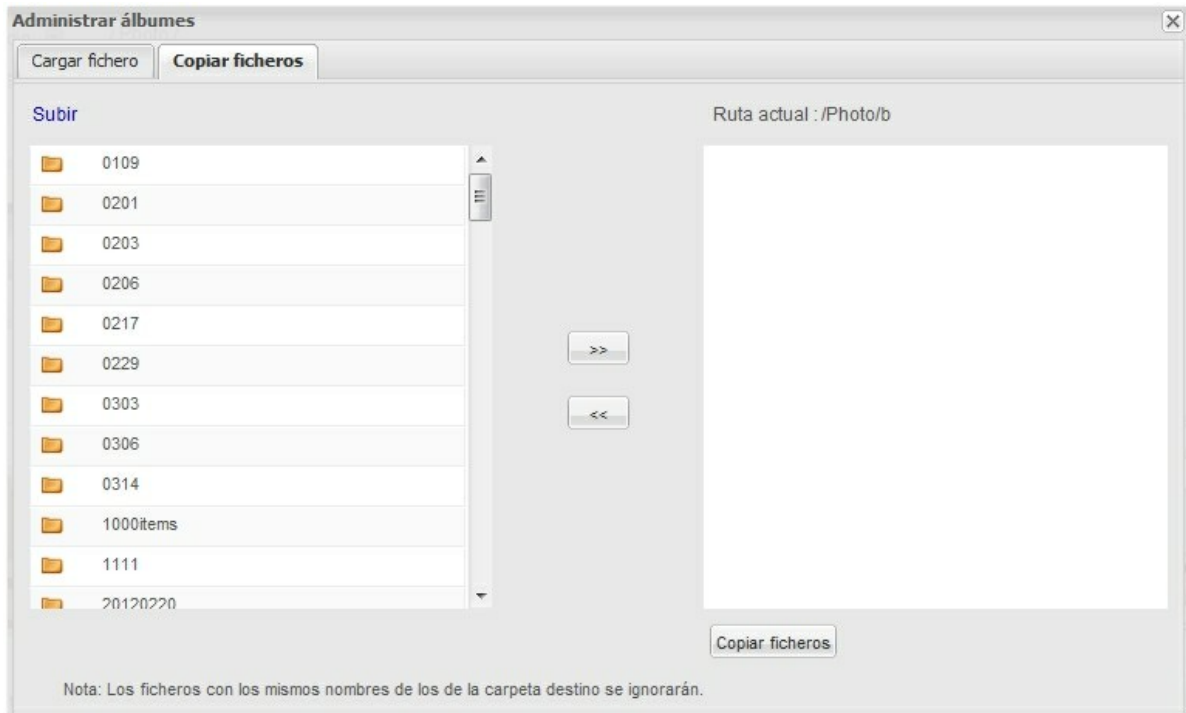 Administrar álbumes
Cargar fichero
Copiar ficheros
Subir
Ruta actual : /Photo/b
0109
0201
0203
0206
0217
0229
0303
0306
0314
1000items
1111
20120220
>>
<<
Copiar ficheros
Nota: Los ficheros con los mismos nombres de los de la carpeta destino se ignorarán.